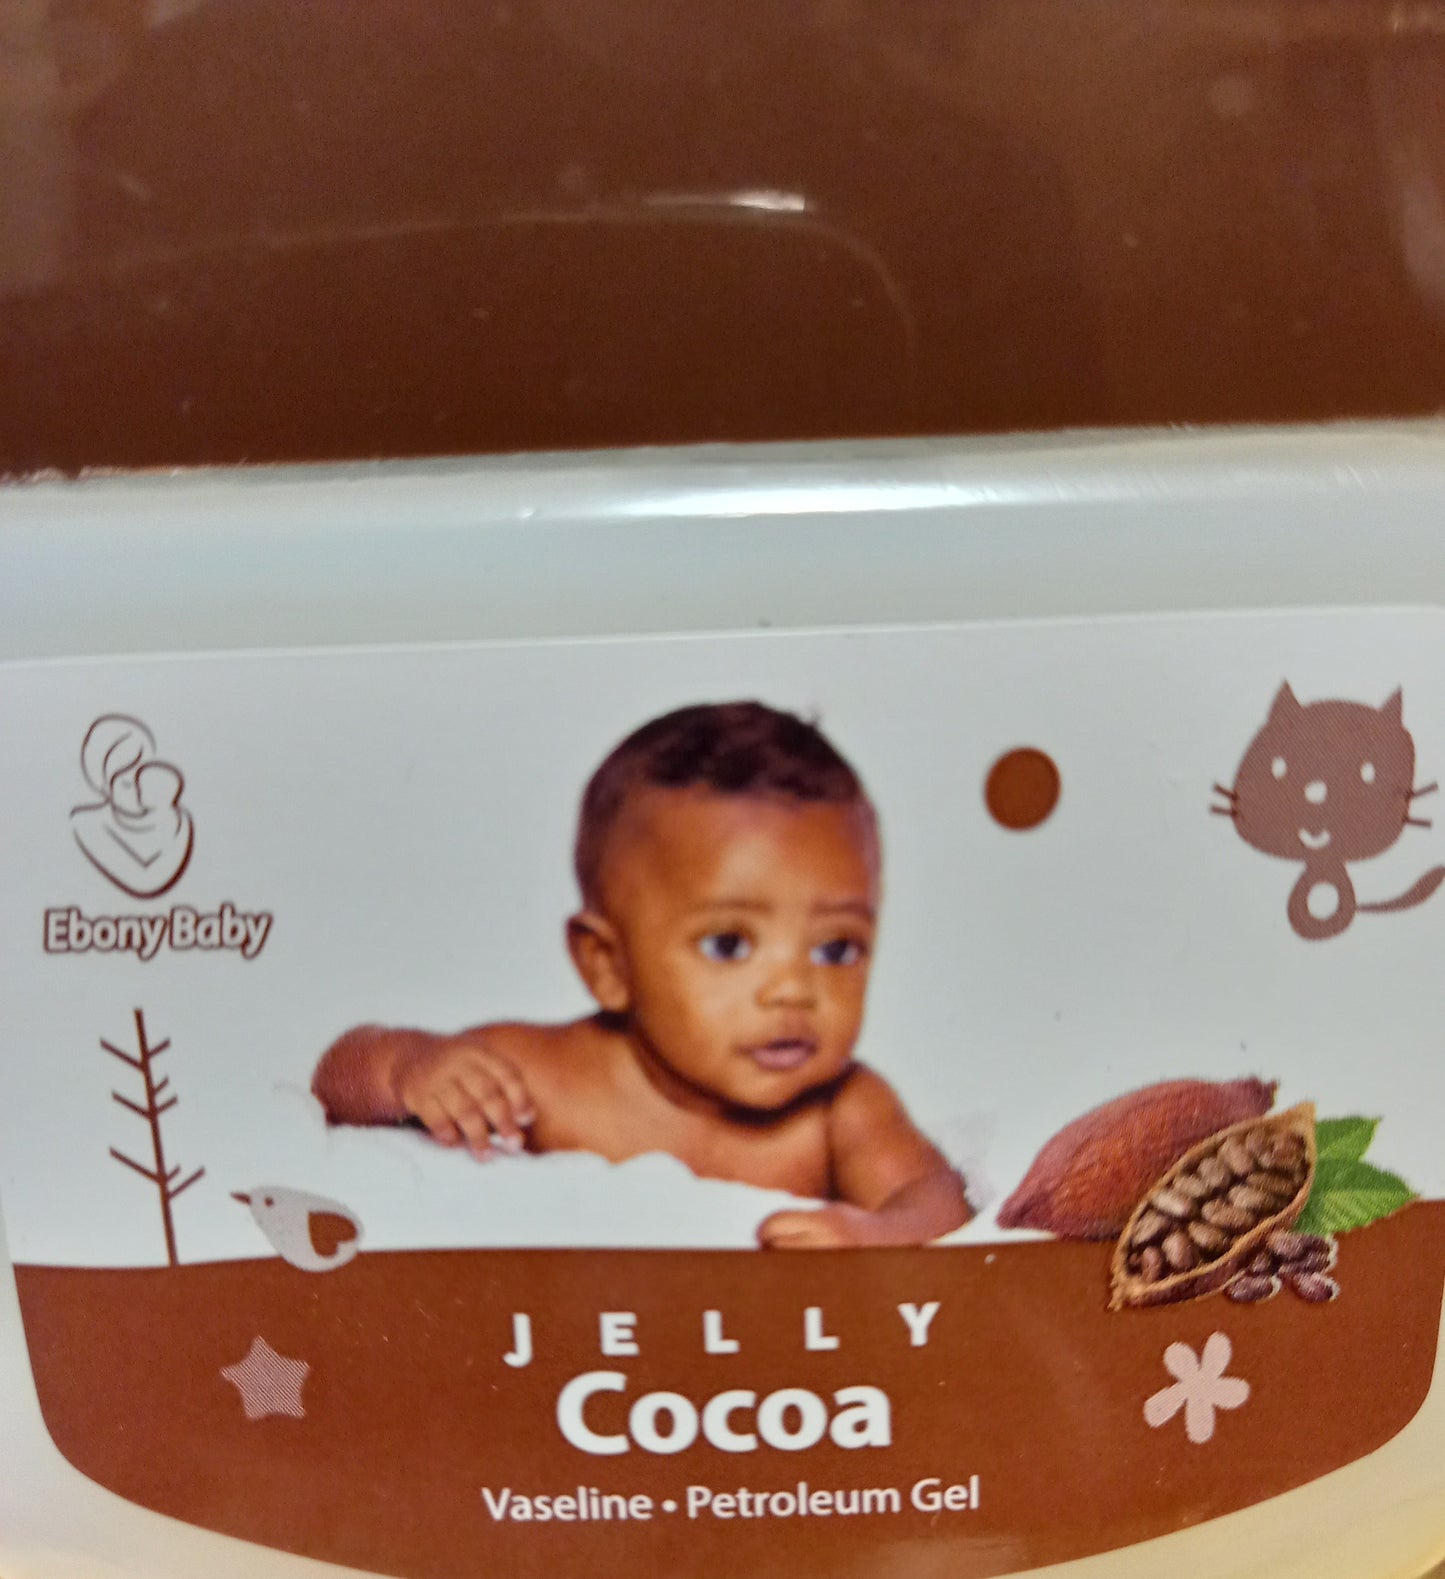 Ebony Baby
JELLY
Cocoa
Vaseline • Petroleum Gel